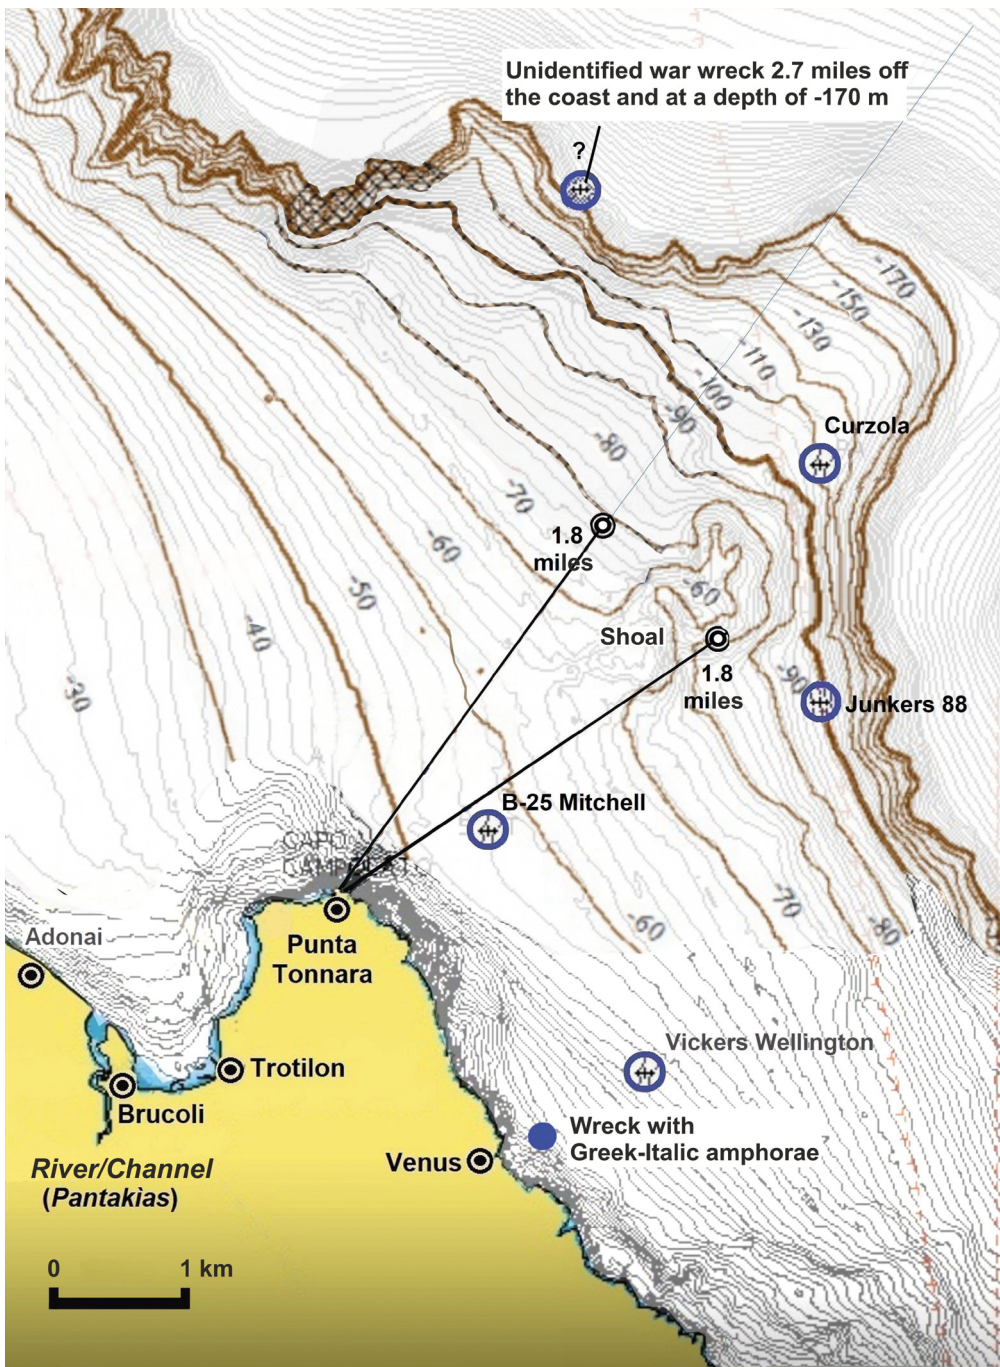 Unidentified war wreck 2.7 miles off
the coast and at a depth of -170 m
?
-170
-150
-130
-110
-100
-90
Curzola
-80
-70
1.8
miles
-60
-60
-50
Shoal
-40
1.8
miles
-30
-90
Junkers 88
B-25 Mitchell
CAPO
-60
-70
-80
Adonai
Punta
Tonnara
Vickers Wellington
Trotilon
Brucoli
Wreck with
Greek-Italic amphorae
Venus
River/Channel
(Pantakias)
0 1 km